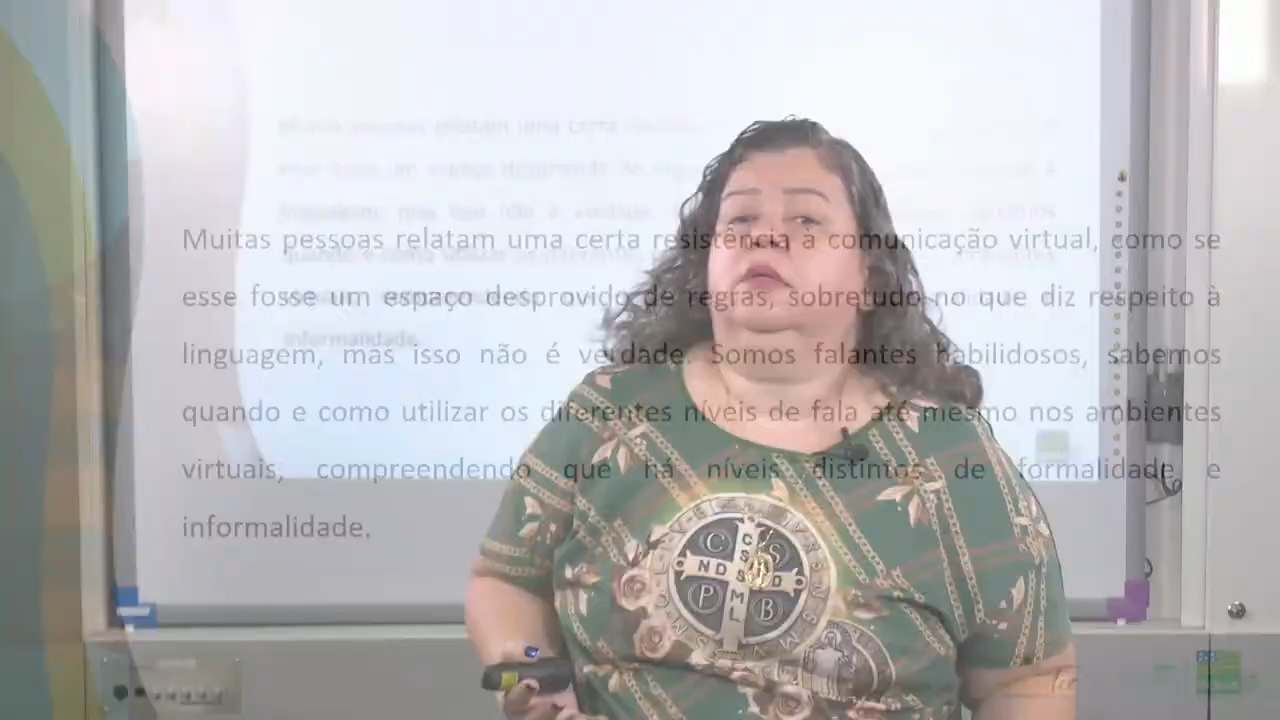 Muitas pessoas relatam uma certa resistência à comunicação virtual, como se
esse fosse um espaço desprovido de regras, sobretudo no que diz respeito à
linguagem, mas isso não é verdade. Somos falantes habilidosos, sabemos
quando e como utilizar os diferentes níveis de fala até mesmo nos ambientes
virtuais, compreendendo que há níveis distintos de formalidade e
informalidade.
informalidade.
C S
S S
N D S M D
M
P L B